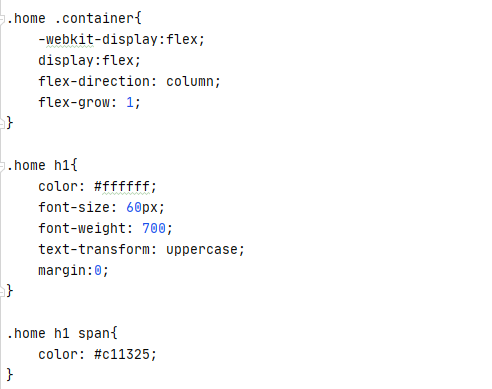 .home .container{
    -webkit-display:flex;
    display:flex;
    flex-direction: column;
    flex-grow: 1;
}

.home h1{
    color: #ffffff;
    font-size: 60px;
    font-weight: 700;
    text-transform: uppercase;
    margin:0;
}

.home h1 span{
    color: #c11325;
}